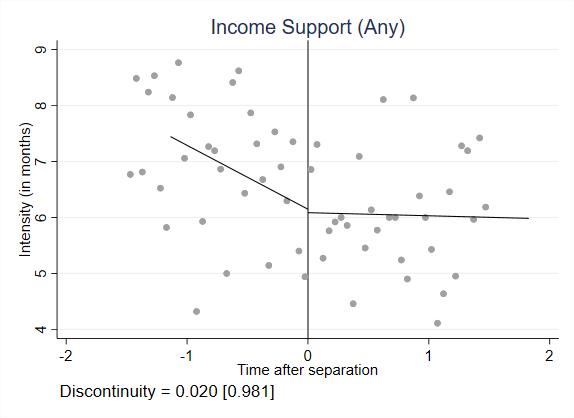 Income Support (Any)
Intensity (in months)
9
8
7
6
5
4
-2
-1
0
1
2
Time after separation
Discontinuity = 0.020 [0.981]